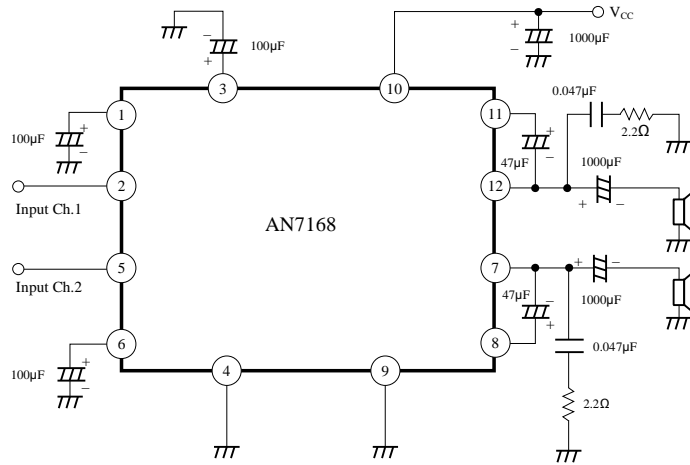 V_CC
−
100µF
+
+
−
1000µF
3
10
0.047µF
1
+
−
100µF
11
+
−
47µF
2.2Ω
1000µF
2
Input Ch.1
12
+
−
AN7168
5
Input Ch.2
7
+
−
47µF
−
+
1000µF
6
+
−
100µF
8
0.047µF
4
9
2.2Ω